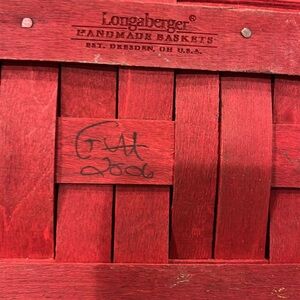 Longaberger®
HANDMADE BASKETS
EST. DRESDEN, OH U.S.A.
2006